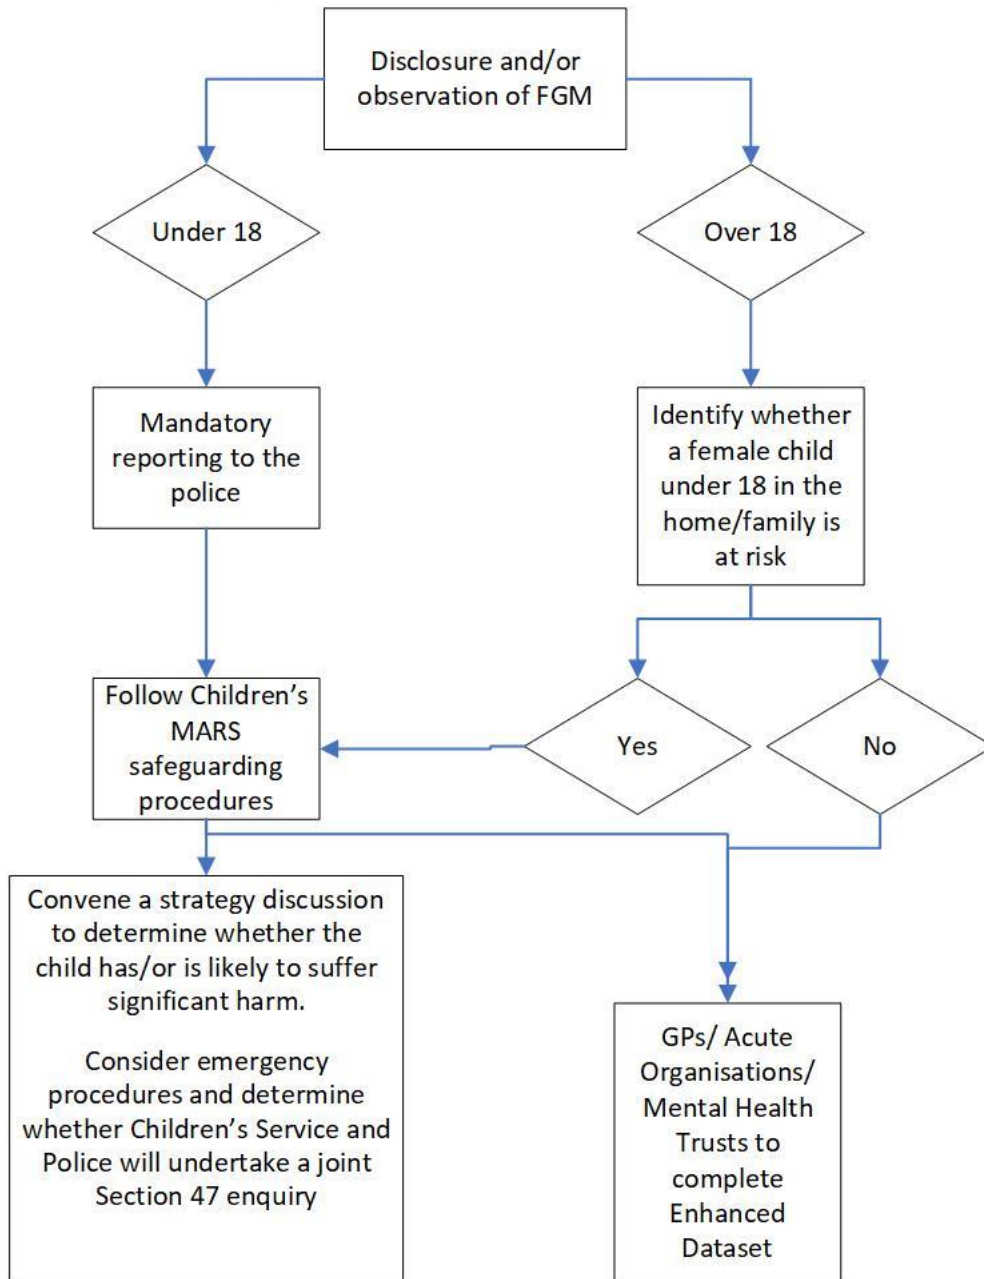 Disclosure and/or
observation of FGM
Under 18
Over 18
Mandatory
reporting to the
police
Identify whether
a female child
under 18 in the
home/family is
at risk
Follow Children’s
MARS
safeguarding
procedures
Yes
No
Convene a strategy discussion
to determine whether the
child has/or is likely to suffer
significant harm.
Consider emergency
procedures and determine
whether Children’s Service and
Police will undertake a joint
Section 47 enquiry
GPs/ Acute
Organisations/
Mental Health
Trusts to
complete
Enhanced
Dataset